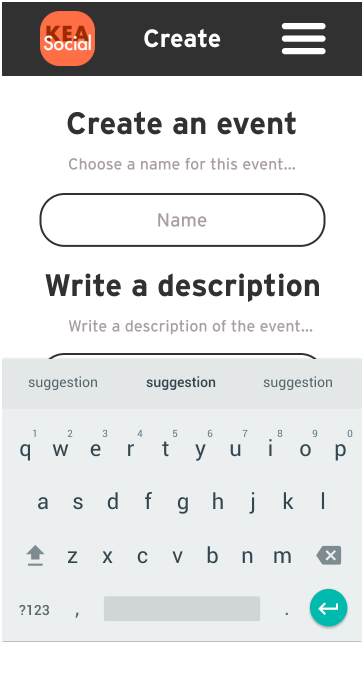 KEA
Social
Create
Create an event
Choose a name for this event...
Name
Write a description
Write a description of the event...
suggestion suggestion suggestion
1 2 3 4 5 6 7 8 9 0
q w e r t y u i o p
a s d f g h j k l
z x c v b n m
?123 , .